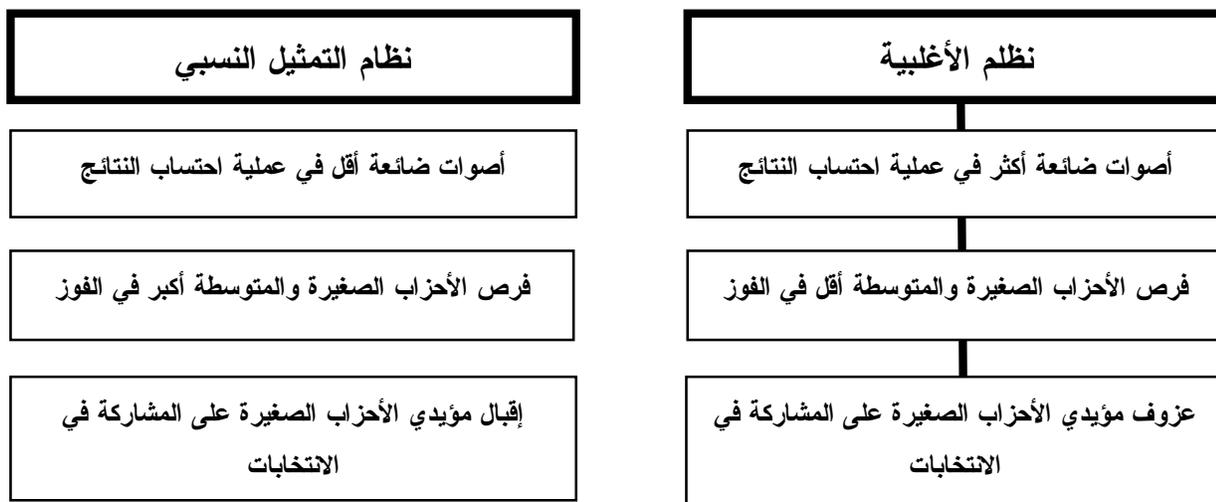 نظلم الأغلبية
أصوات ضائعة أكثر في عملية احتساب النتائج
فرص الأحزاب الصغيرة والمتوسطة أقل في الفوز
عزوف مؤيدي الأحزاب الصغيرة على المشاركة في
الانتخابات
نظام التمثيل النسبي
أصوات ضائعة أقل في عملية احتساب النتائج
فرص الأحزاب الصغيرة والمتوسطة أكبر في الفوز
إقبال مؤيدي الأحزاب الصغيرة على المشاركة في
الانتخابات